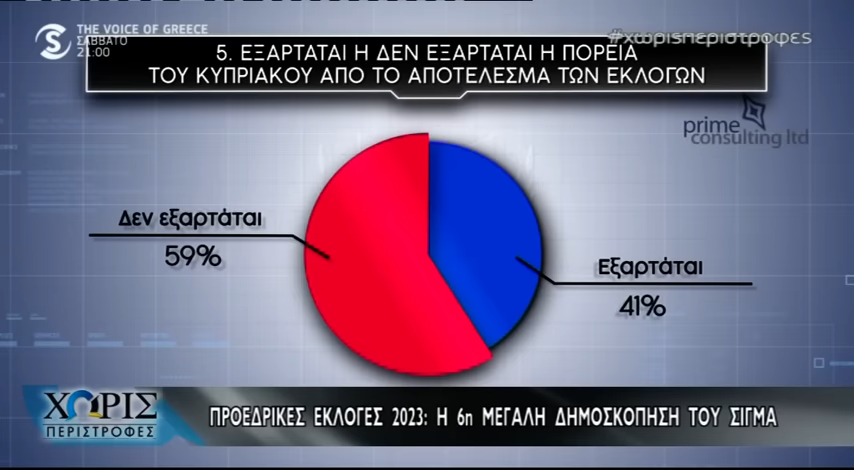 THE VOICE OF GREECE
ΣΑΒΒΑΤΟ
21:00
#χωρισπεριστροφες
5. ΕΞΑΡΤΑΤΑΙ Η ΔΕΝ ΕΞΑΡΤΑΤΑΙ Η ΠΟΡΕΙΑ
ΤΟΥ ΚΥΠΡΙΑΚΟΥ ΑΠΟ ΤΟ ΑΠΟΤΕΛΕΣΜΑ ΤΩΝ ΕΚΛΟΓΩΝ
prime
consulting ltd
Δεν εξαρτάται
59%
Εξαρτάται
41%
ΧΩΡΙΣ
ΠΕΡΙΣΤΡΟΦΕΣ
ΠΡΟΕΔΡΙΚΕΣ ΕΚΛΟΓΕΣ 2023: Η 6η ΜΕΓΑΛΗ ΔΗΜΟΣΚΟΠΗΣΗ ΤΟΥ ΣΙΓΜΑ